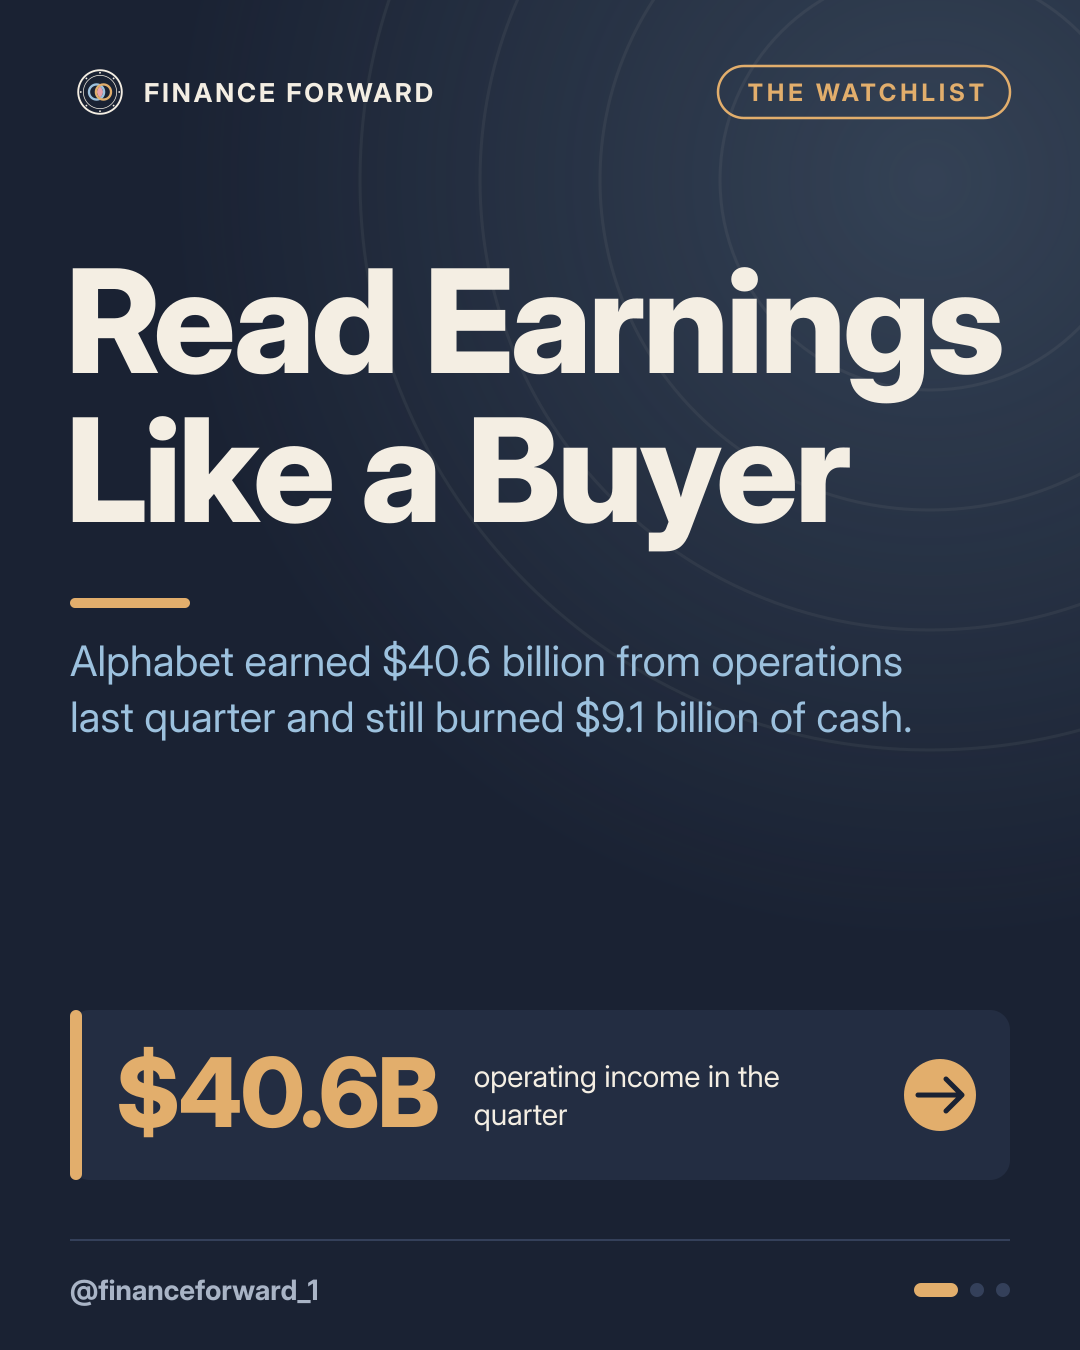 FINANCE FORWARD
THE WATCHLIST
Read Earnings
Like a Buyer
Alphabet earned $40.6 billion from operations
last quarter and still burned $9.1 billion of cash.
$40.6B
operating income in the
quarter
@financeforward_1